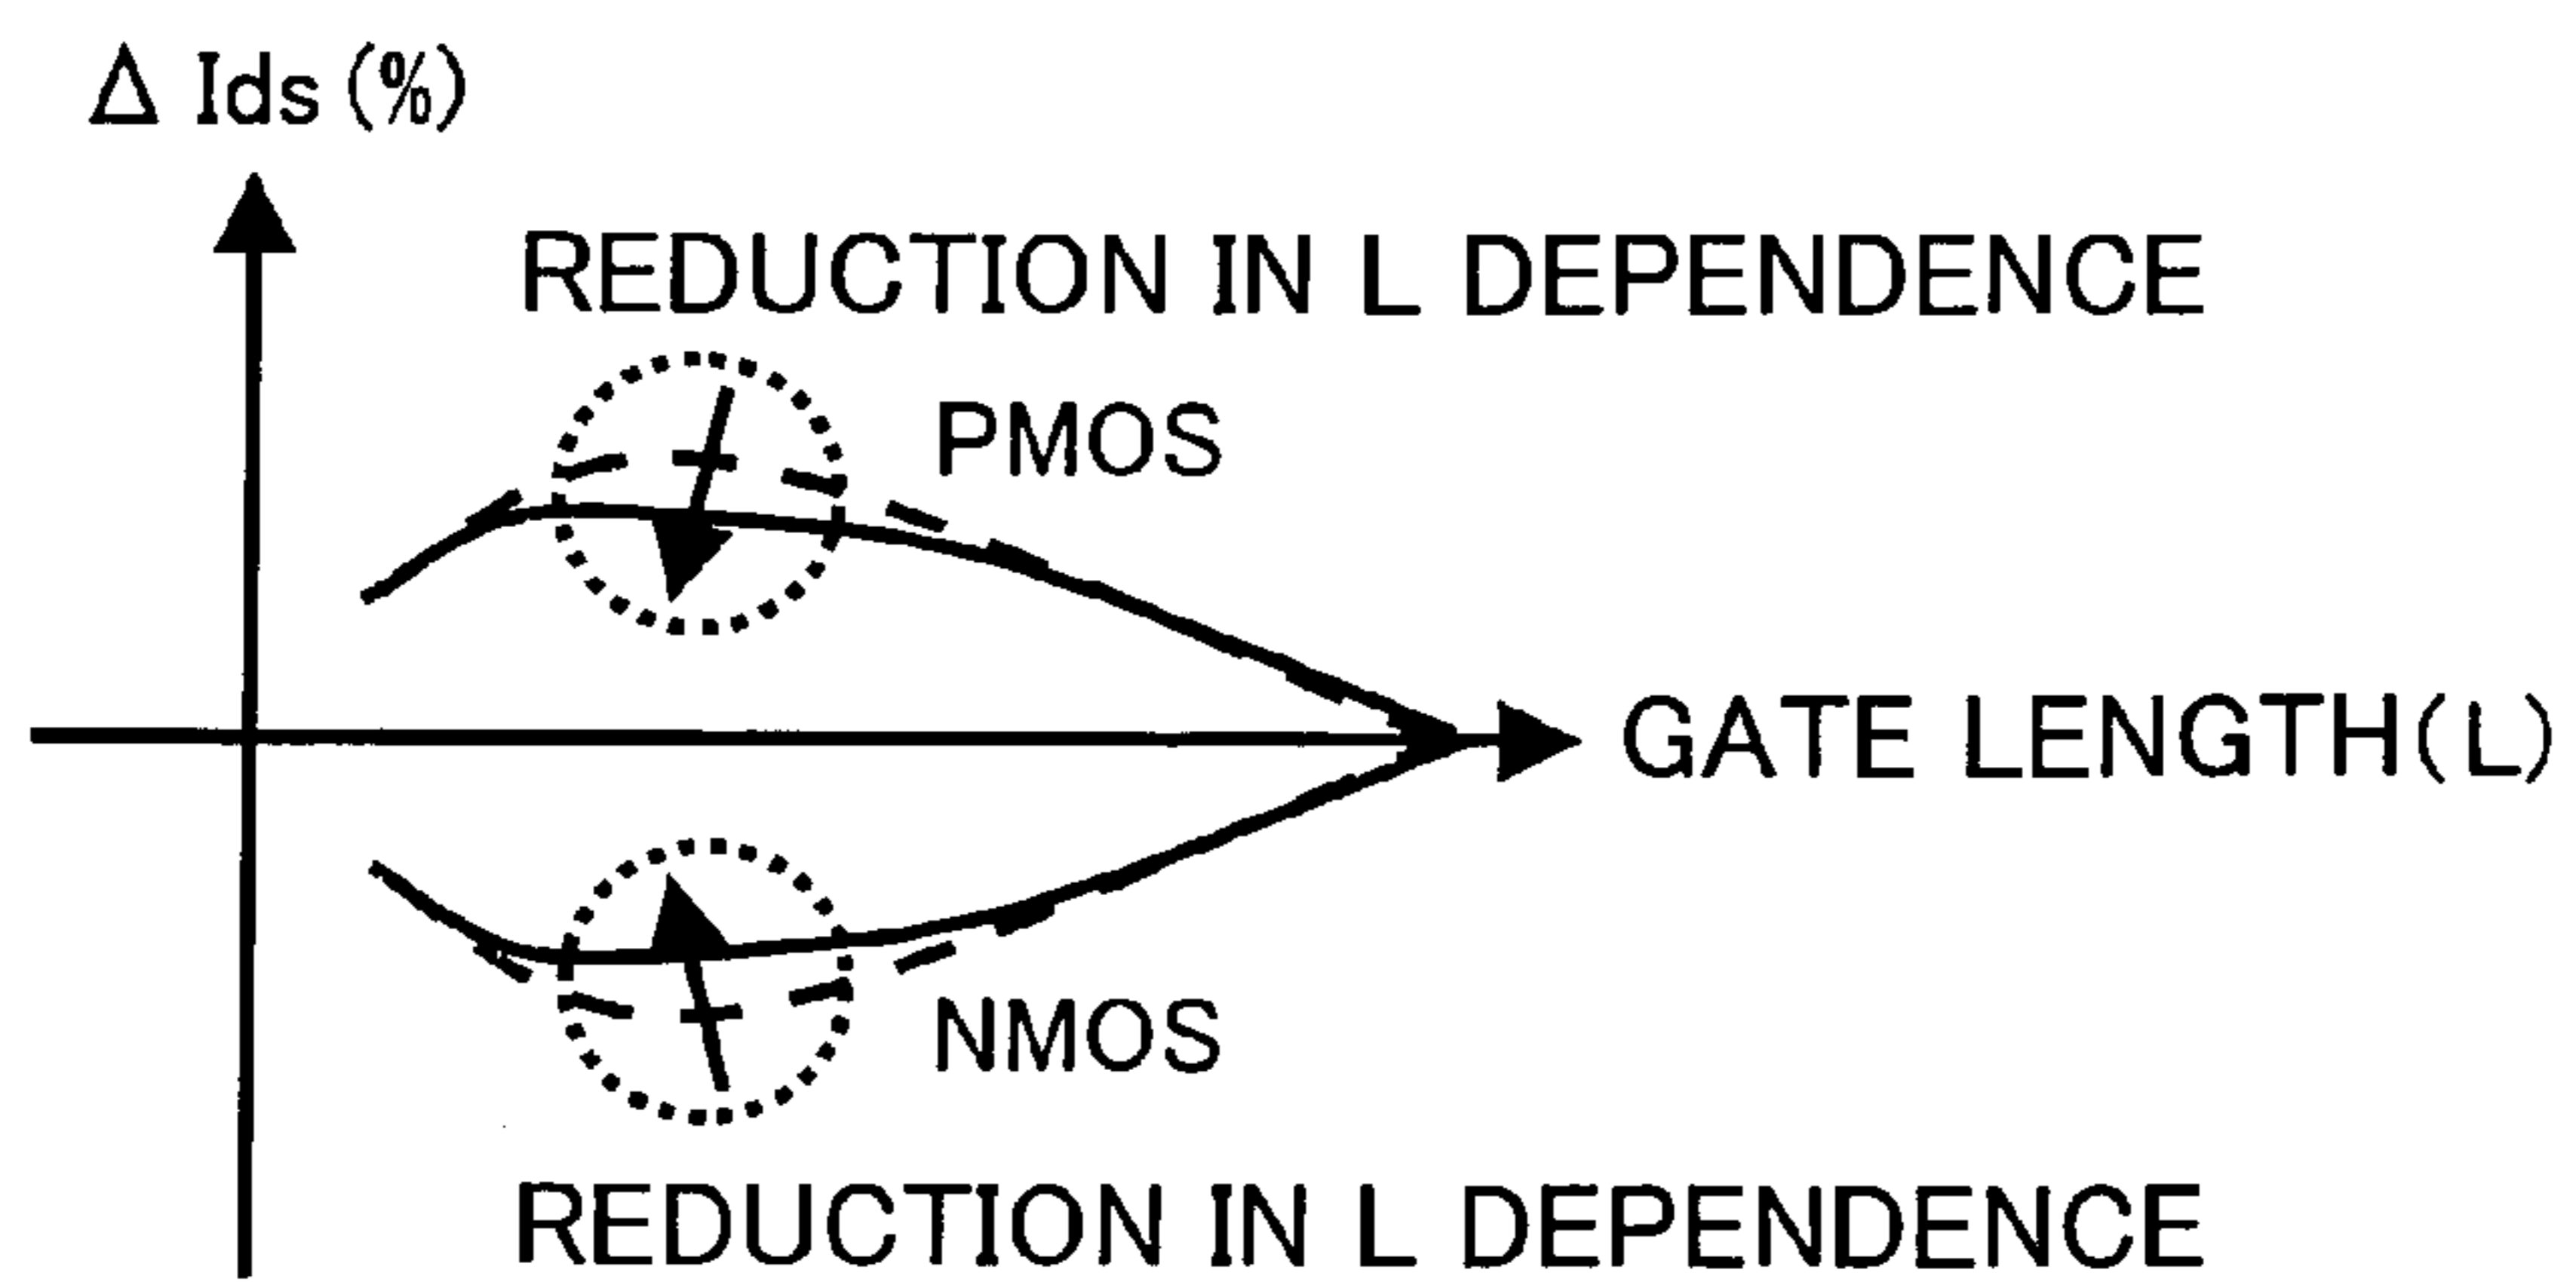 Δ Ids (%)
REDUCTION IN L DEPENDENCE
PMOS
GATE LENGTH(L)
NMOS
REDUCTION IN L DEPENDENCE